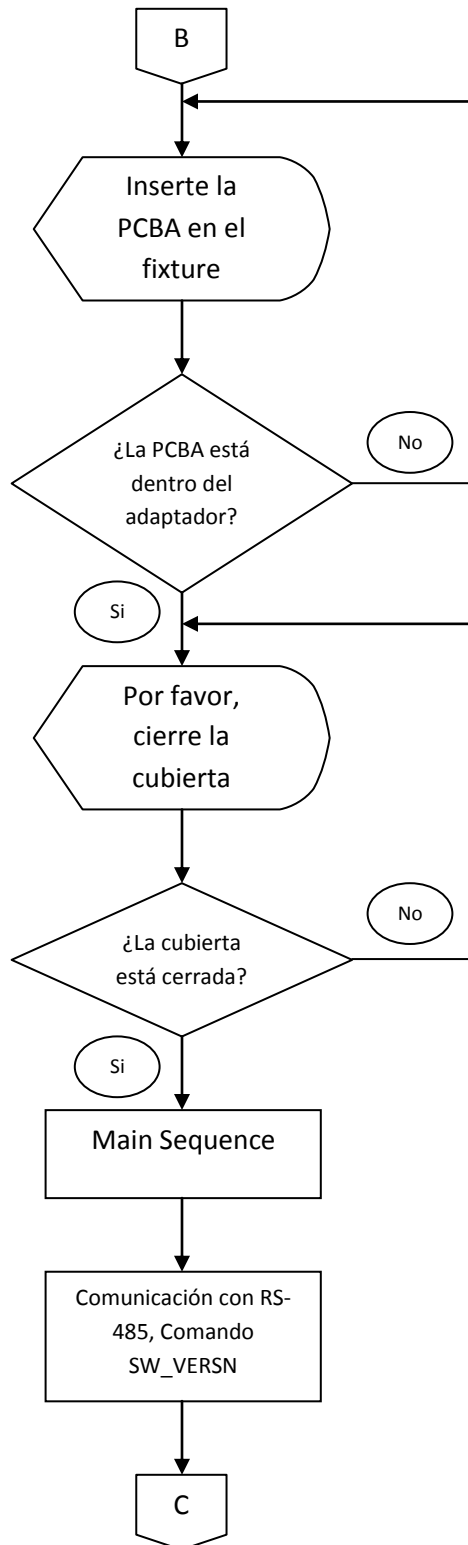 B
Inserte la
PCBA en el
fixture
¿La PCBA está
dentro del
adaptador?
No
Si
Por favor,
cierre la
cubierta
¿La cubierta
está cerrada?
No
Si
Main Sequence
Comunicación con RS-
485, Comando
SW_VERSN
C